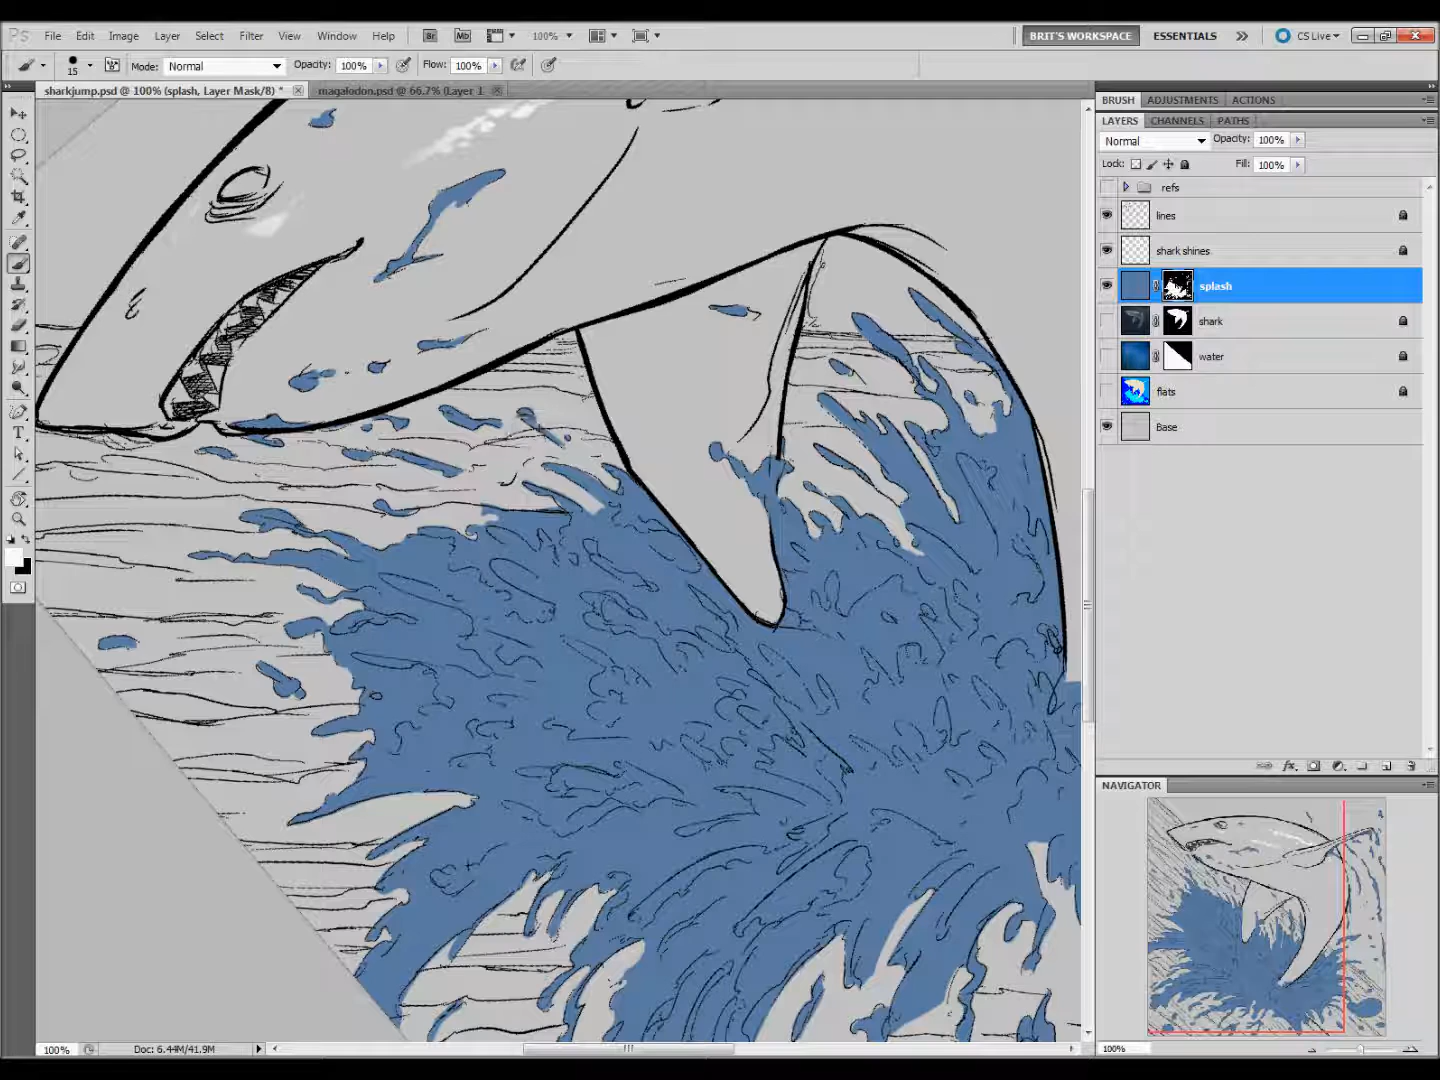 Ps File Edit Image Layer Select Filter View Window Help Br Mb 100% BRIT'S WORKSPACE ESSENTIALS CS Live
15 Mode: Normal Opacity: 100% Flow: 100%
sharkjump.psd @ 100% (splash, Layer Mask/8) * magalodon.psd @ 66.7% (Layer 1
BRUSH ADJUSTMENTS ACTIONS
LAYERS CHANNELS PATHS
Normal Opacity: 100%
Lock: Fill: 100%
refs
lines
shark shines
splash
shark
water
flats
Base
fx
NAVIGATOR
100%
100% Doc: 6.44M/41.9M